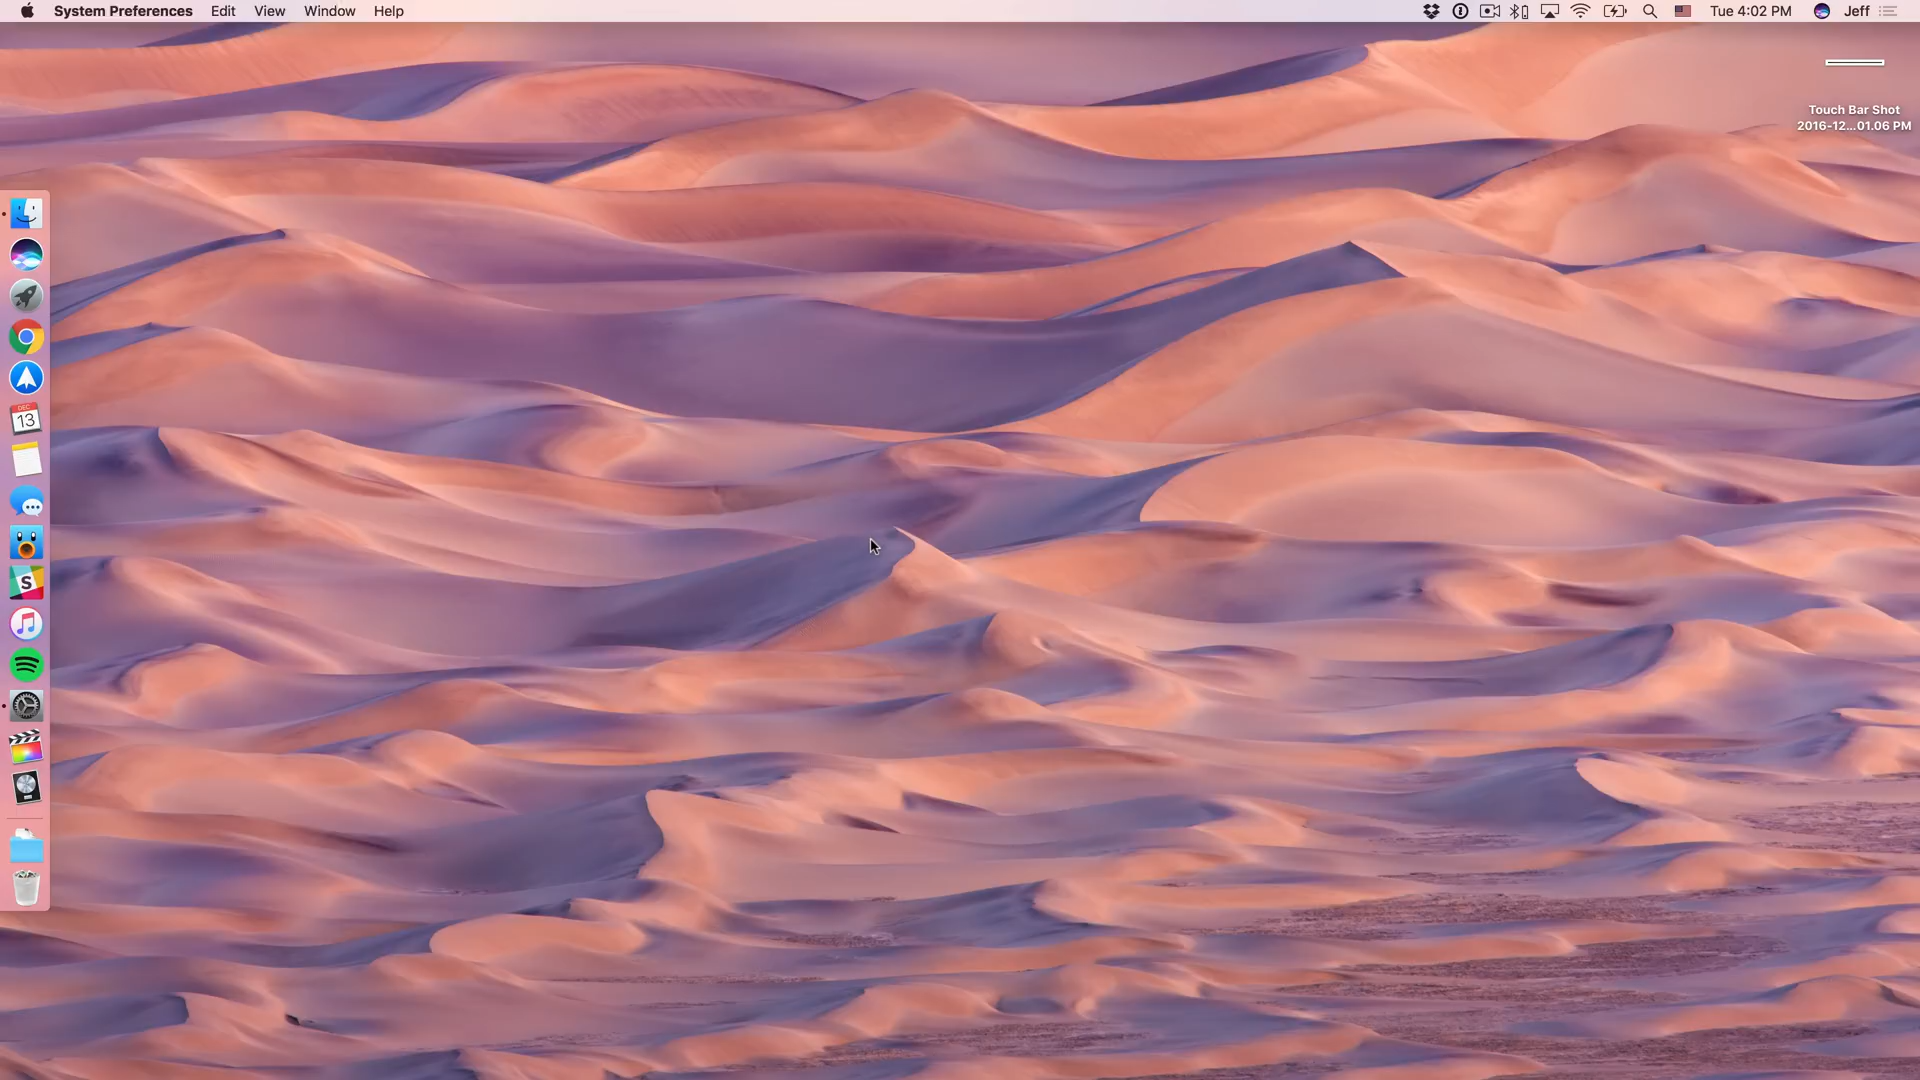 System Preferences Edit View Window Help Tue 4:02 PM Jeff
Touch Bar Shot
2016-12...01.06 PM
DEC
13
S